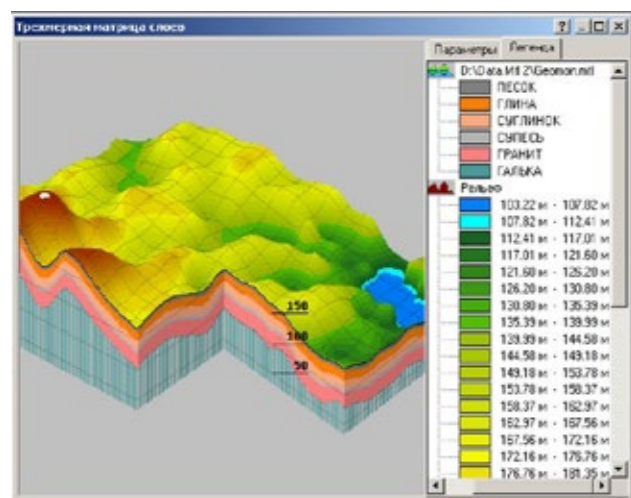 Трехмерная матрица слоев
Параметры Легенда
D:\Data.M12\Geomon.mtl
ПЕСОК
ГЛИНА
СУГЛИНОК
СУПЕСЬ
ГРАНИТ
ГАЛЬКА
Рельеф
103.22 м - 107.82 м
107.82 м - 112.41 м
112.41 м - 117.01 м
117.01 м - 121.60 м
121.60 м - 126.20 м
126.20 м - 130.80 м
130.80 м - 135.39 м
135.39 м - 139.99 м
139.99 м - 144.58 м
144.58 м - 149.18 м
149.18 м - 153.78 м
153.78 м - 158.37 м
158.37 м - 162.97 м
162.97 м - 167.56 м
167.56 м - 172.16 м
172.16 м - 176.76 м
176.76 м - 181.35 м
150
100
50